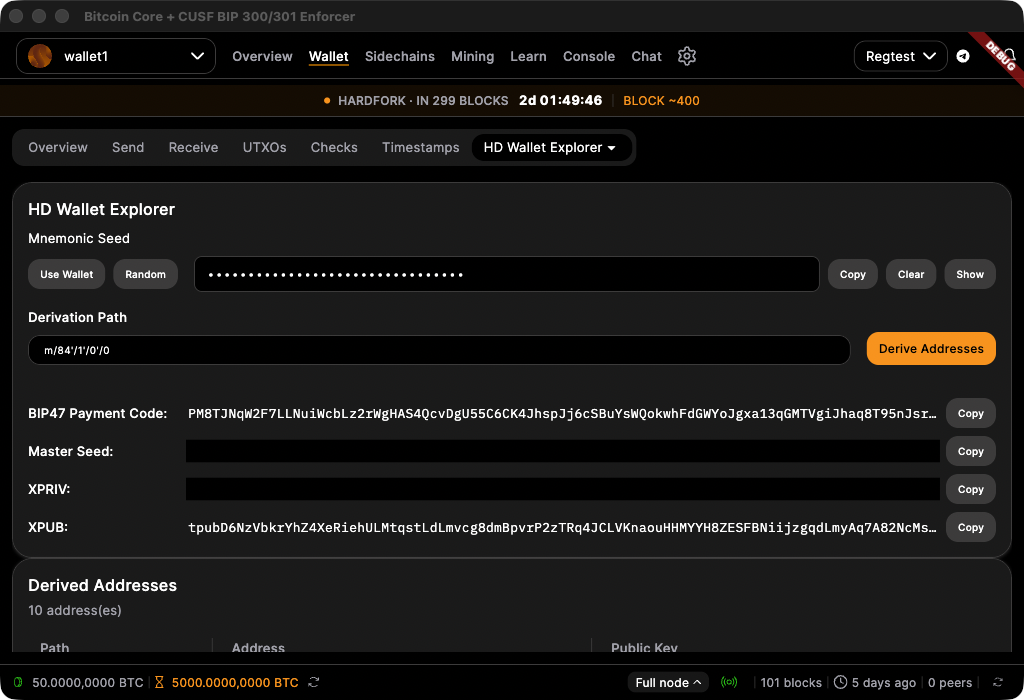 Bitcoin Core + CUSF BIP 300/301 Enforcer
wallet1 Overview Wallet Sidechains Mining Learn Console Chat Regtest DEBUG
HARDFORK · IN 299 BLOCKS 2d 01:49:46 BLOCK ~400
Overview Send Receive UTXOs Checks Timestamps HD Wallet Explorer
HD Wallet Explorer
Mnemonic Seed
Use Wallet Random •••••••••••••••••••••••••••••••• Copy Clear Show
Derivation Path
m/84'/1'/0'/0 Derive Addresses
BIP47 Payment Code: PM8TJNqW2F7LLNuiWcbLz2rWgHAS4QcvDgU55C6CK4JhspJj6cSBuYsWQokwhFdGWYoJgxa13qGMTVgiJhaq8T95nJsr… Copy
Master Seed: Copy
XPRIV: Copy
XPUB: tpubD6NzVbkrYhZ4XeRiehULMtqstLdLmvcg8dmBpvrP2zTRq4JCLVKnaouHHMYYH8ZESFBNiijzgqdLmyAq7A82NcMs… Copy
Derived Addresses
10 address(es)
Path Address Public Key
50.0000,0000 BTC 5000.0000,0000 BTC Full node 101 blocks 5 days ago 0 peers